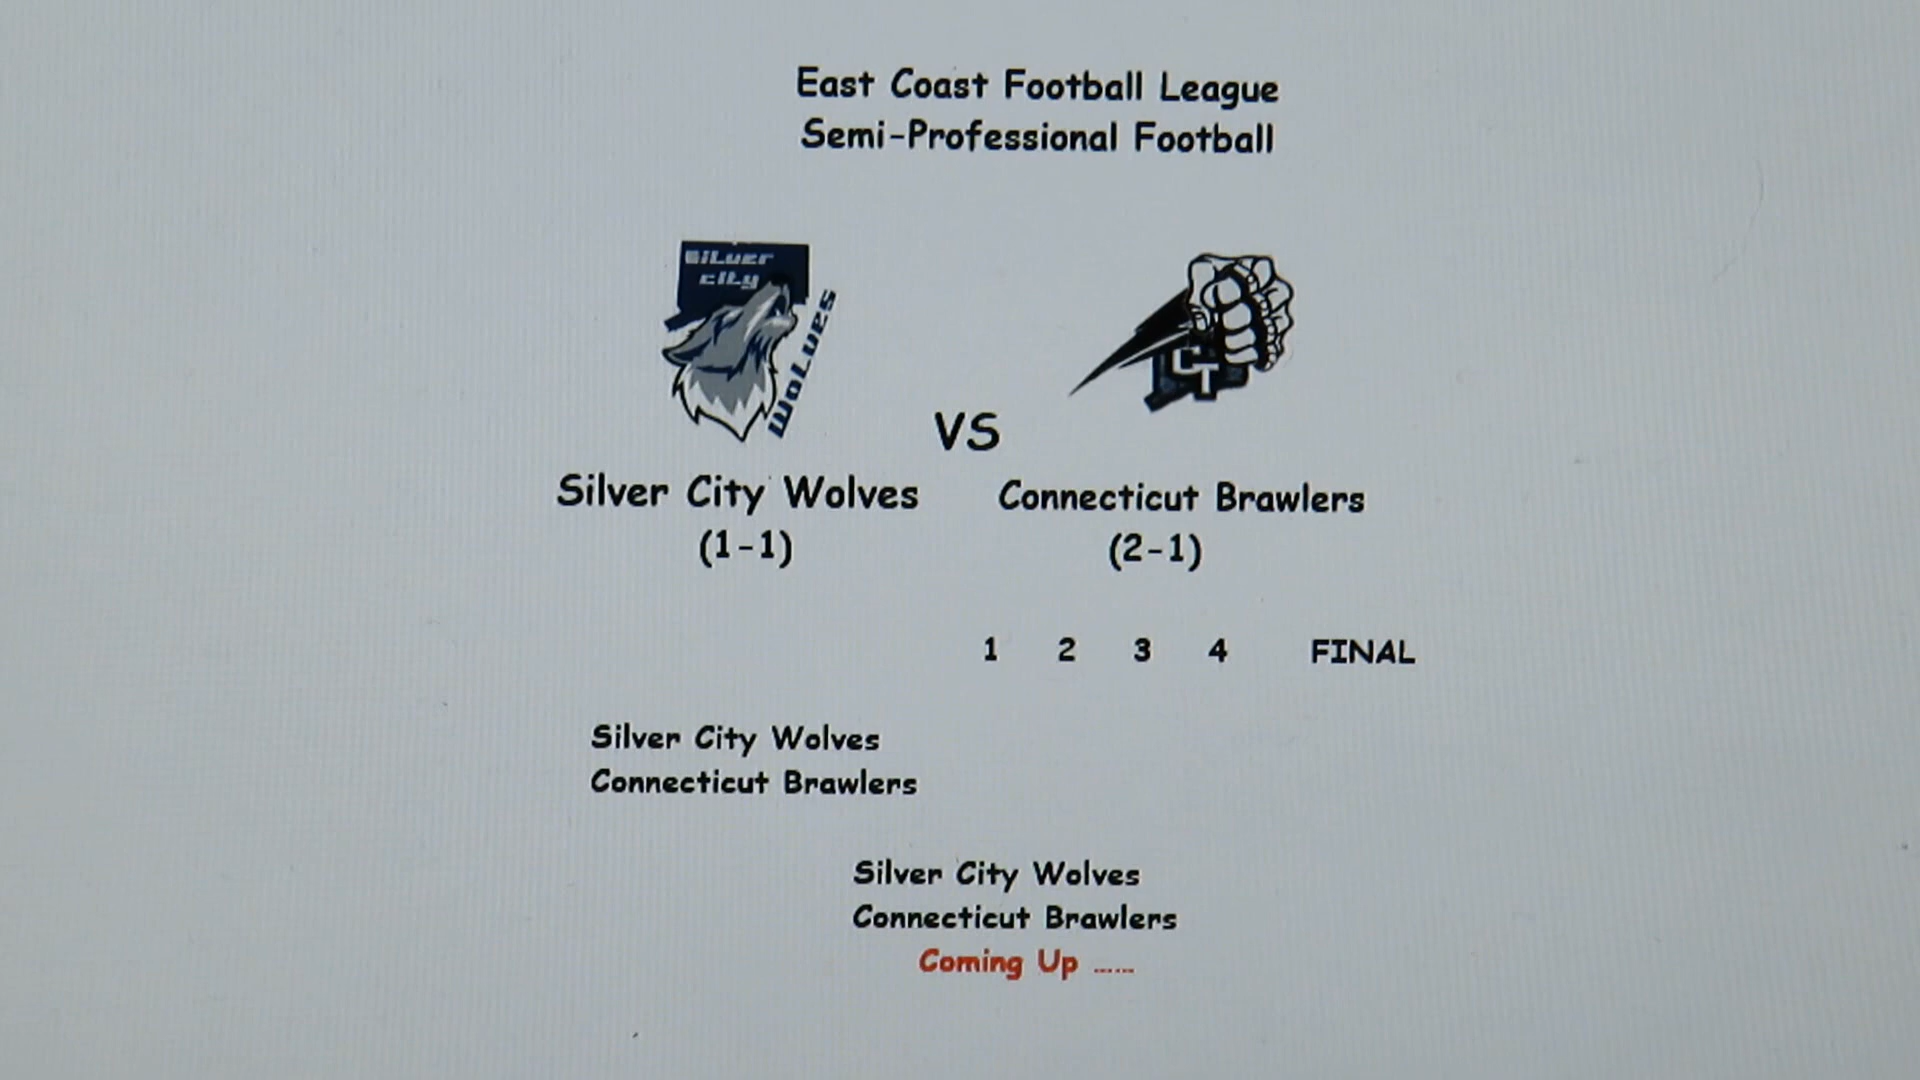 East Coast Football League
Semi-Professional Football
Silver
City
Wolves
CT
VS
Silver City Wolves
(1-1)
Connecticut Brawlers
(2-1)
1 2 3 4 FINAL
Silver City Wolves
Connecticut Brawlers
Silver City Wolves
Connecticut Brawlers
Coming Up ......